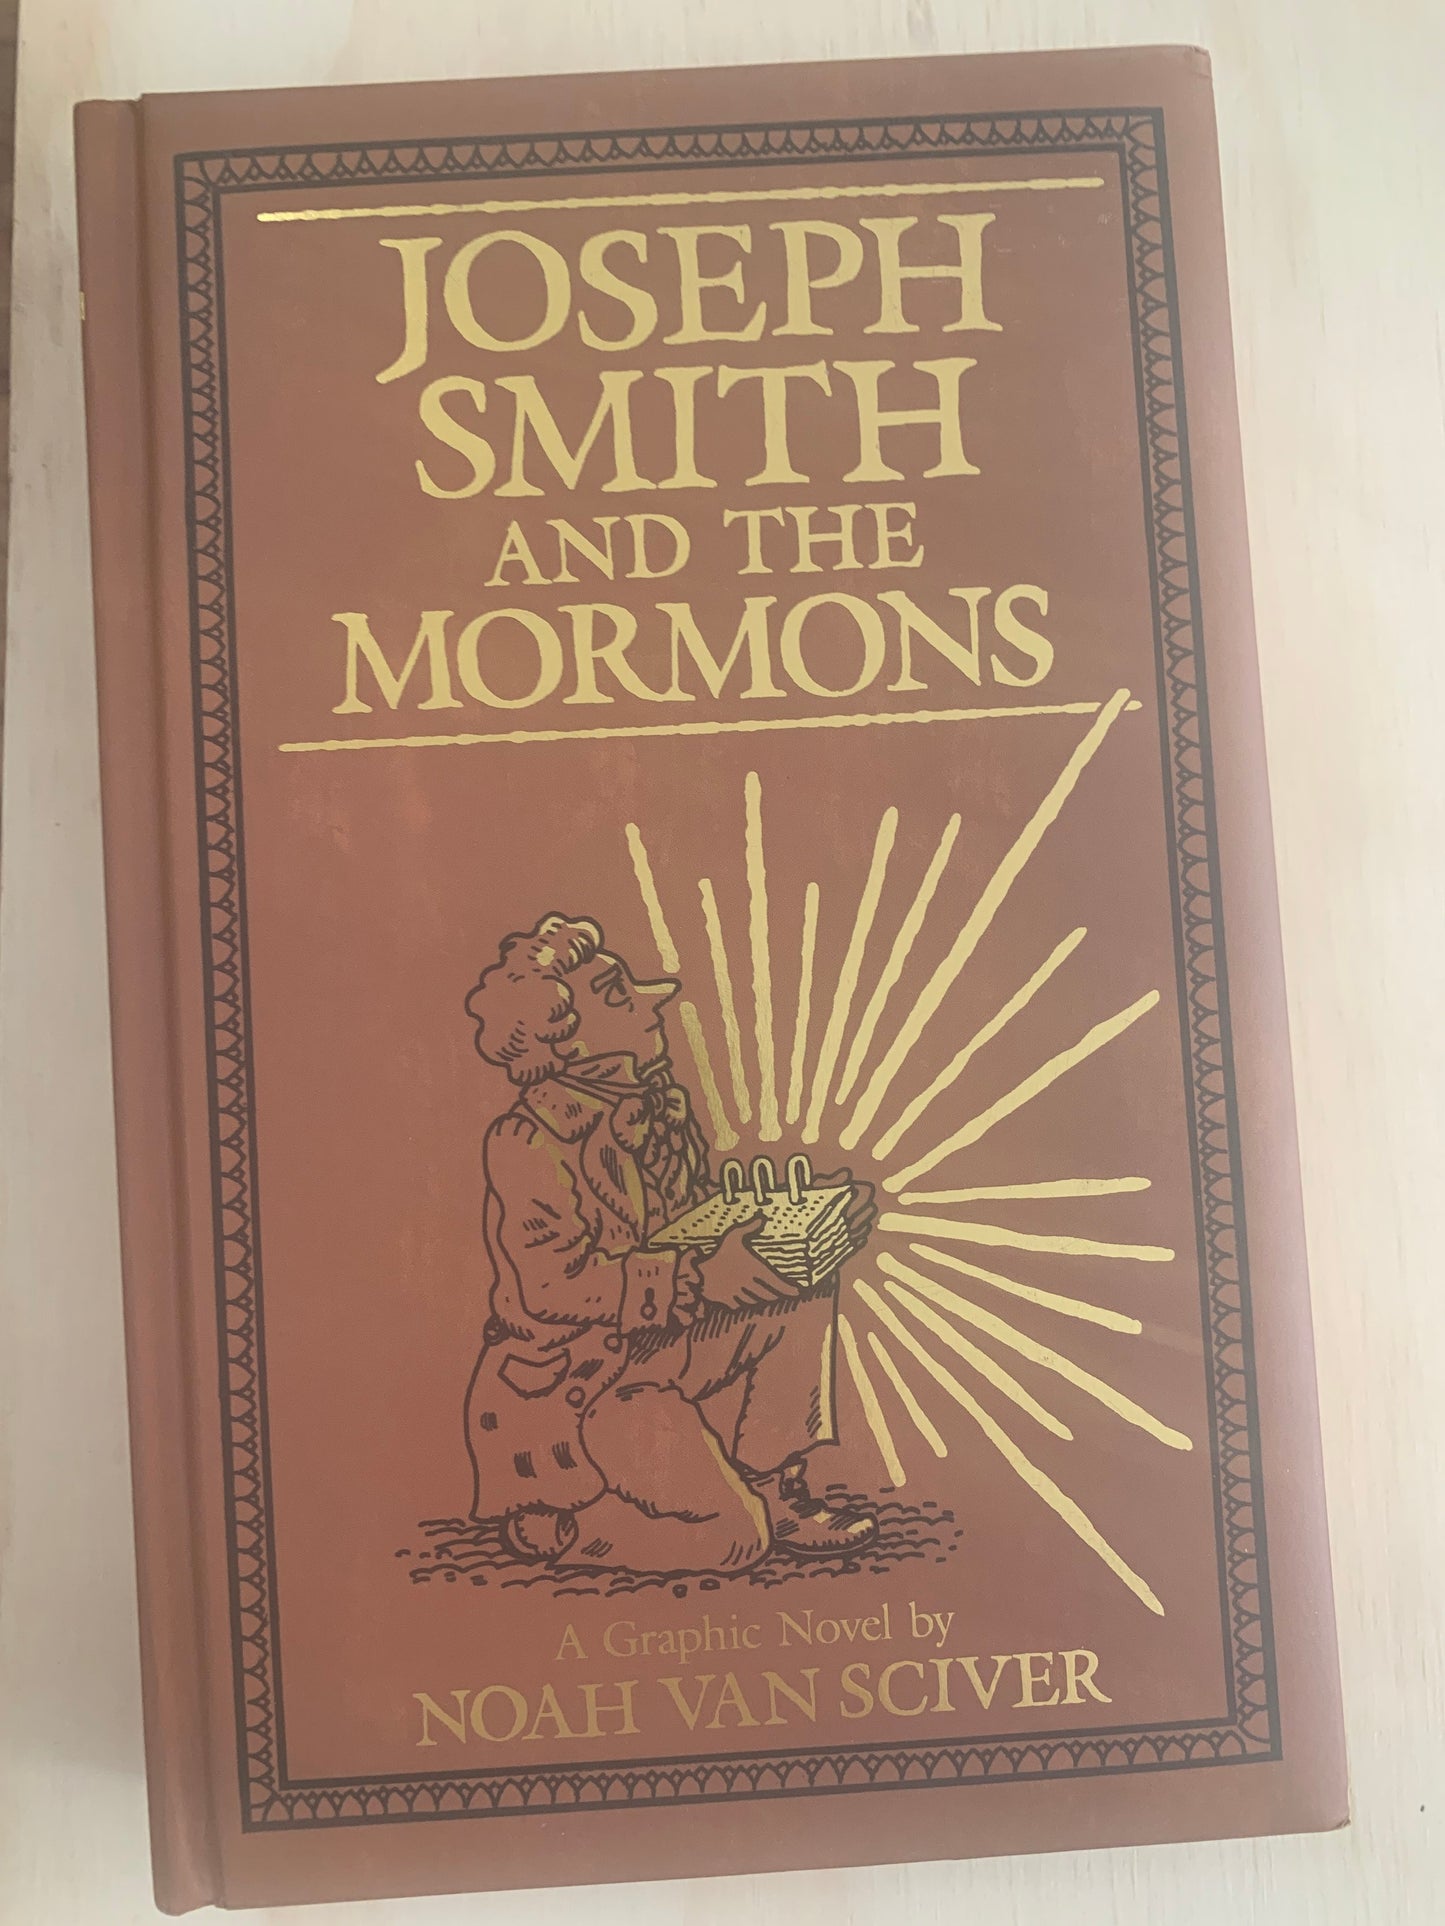 JOSEPH
SMITH
AND THE
MORMONS
A Graphic Novel by
NOAH VAN SCIVER